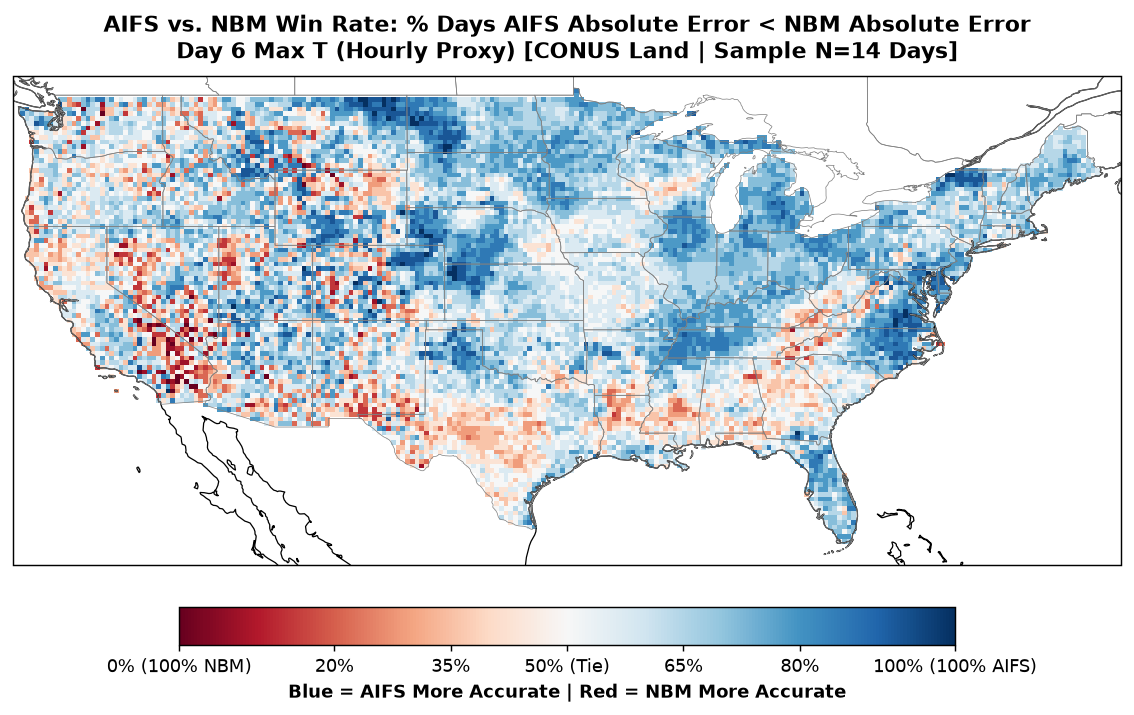 AIFS vs. NBM Win Rate: % Days AIFS Absolute Error < NBM Absolute Error
Day 6 Max T (Hourly Proxy) [CONUS Land | Sample N=14 Days]
0% (100% NBM) 20% 35% 50% (Tie) 65% 80% 100% (100% AIFS)
Blue = AIFS More Accurate | Red = NBM More Accurate